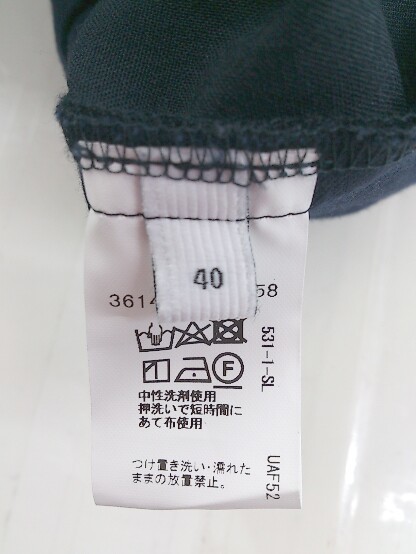 40
3614
58
531-1-SL
F
中性洗剤使用
押洗いで短時間に
あて布使用
UAF52
つけ置き洗い・濡れた
ままの放置禁止。